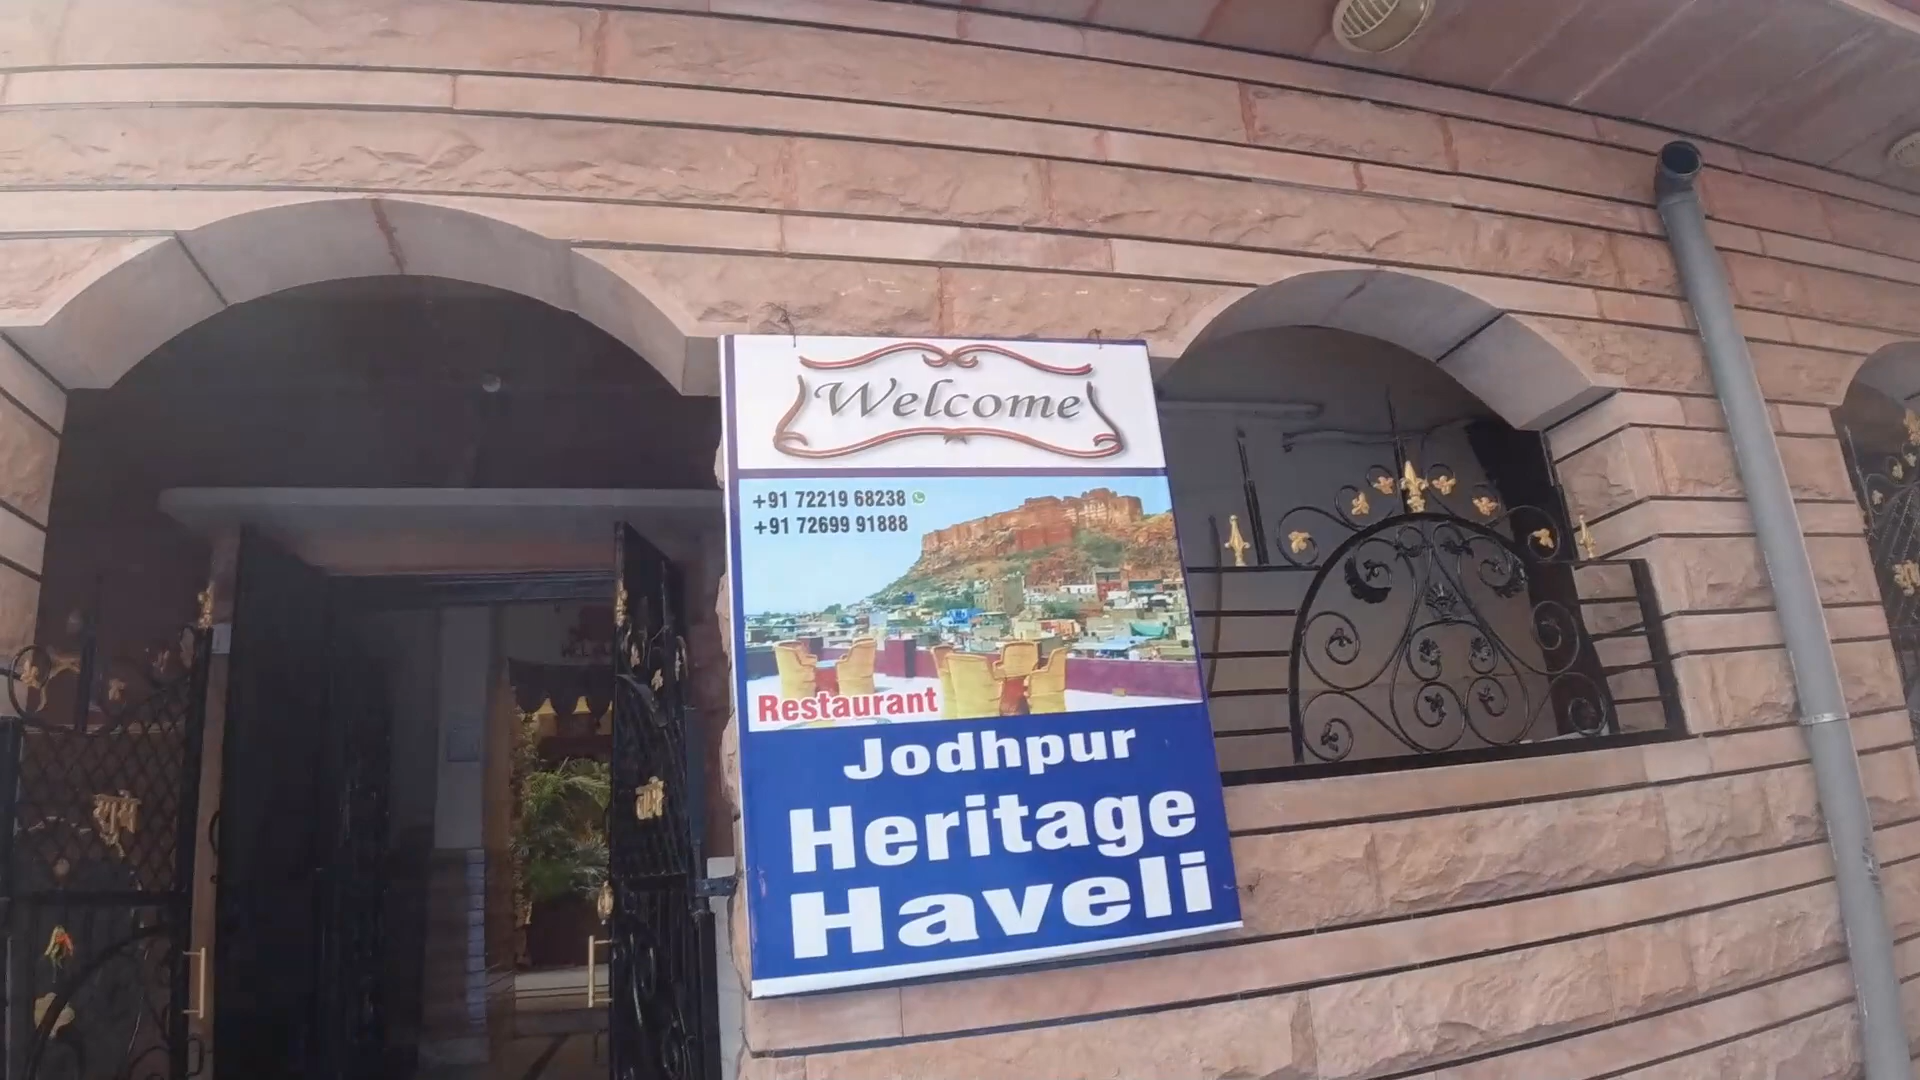 Welcome
+91 72219 68238
+91 72699 91888
Restaurant
Jodhpur
Heritage
Haveli